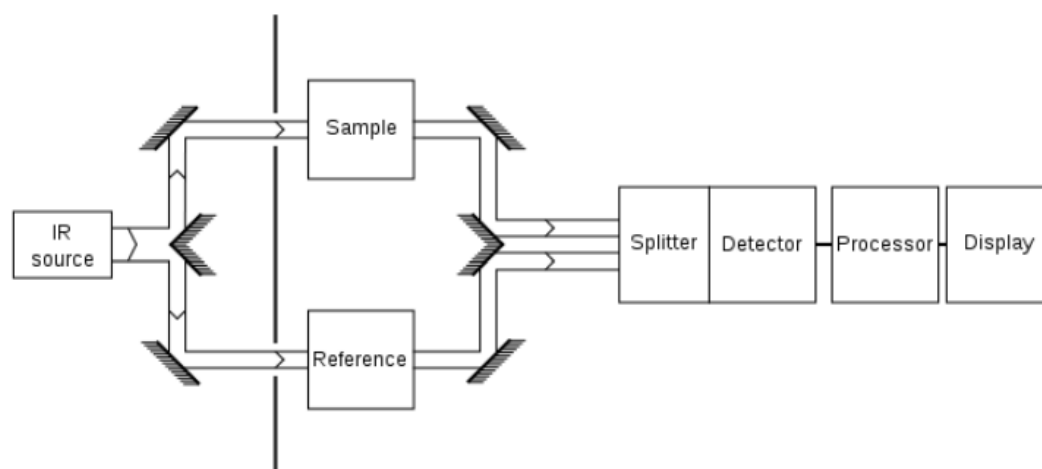 Sample
IR
source
Splitter
Detector
Processor
Display
Reference